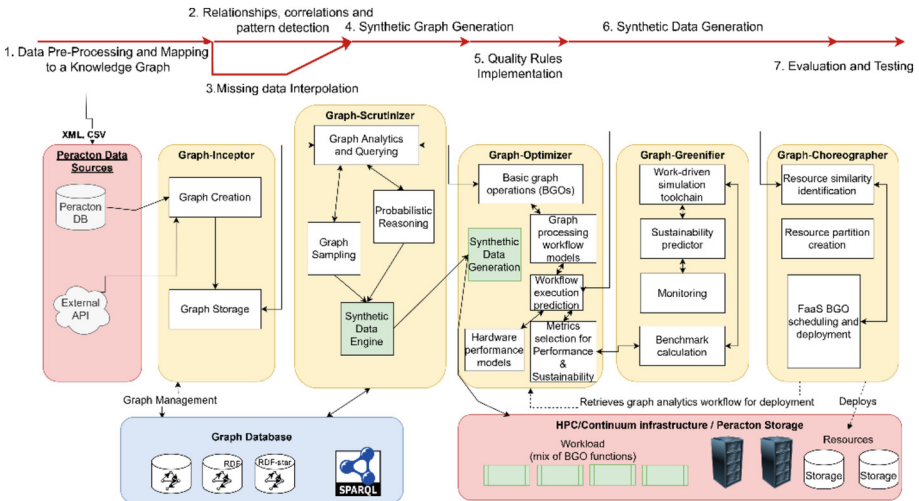 2. Relationships, correlations and
pattern detection
4. Synthetic Graph Generation
6. Synthetic Data Generation
1. Data Pre-Processing and Mapping
to a Knowledge Graph
5. Quality Rules
Implementation
7. Evaluation and Testing
3.Missing data Interpolation
XML, CSV
Peracton Data
Sources
Peracton
DB
External
API
Graph-Inceptor
Graph Creation
Graph Storage
Graph-Scrutinizer
Graph Analytics
and Querying
Probabilistic
Reasoning
Graph
Sampling
Synthetic
Data
Engine
Graph-Optimizer
Basic graph
operations (BGOs)
Graph
processing
workflow
models
Synthethic
Data
Generation
Workflow
execution
prediction
Hardware
performance
models
Metrics
selection for
Performance
&
Sustainability
Graph-Greenifier
Work-driven
simulation
toolchain
Sustainability
predictor
Monitoring
Benchmark
calculation
Graph-Choreographer
Resource similarity
identification
Resource partition
creation
FaaS BGO
scheduling and
deployment
Graph Management
Retrieves graph analytics workflow for deployment
Deploys
Graph Database
RDF
RDF-star
SPARQL
HPC/Continuum infrastructure / Peracton Storage
Workload
(mix of BGO functions)
Resources
Storage
Storage